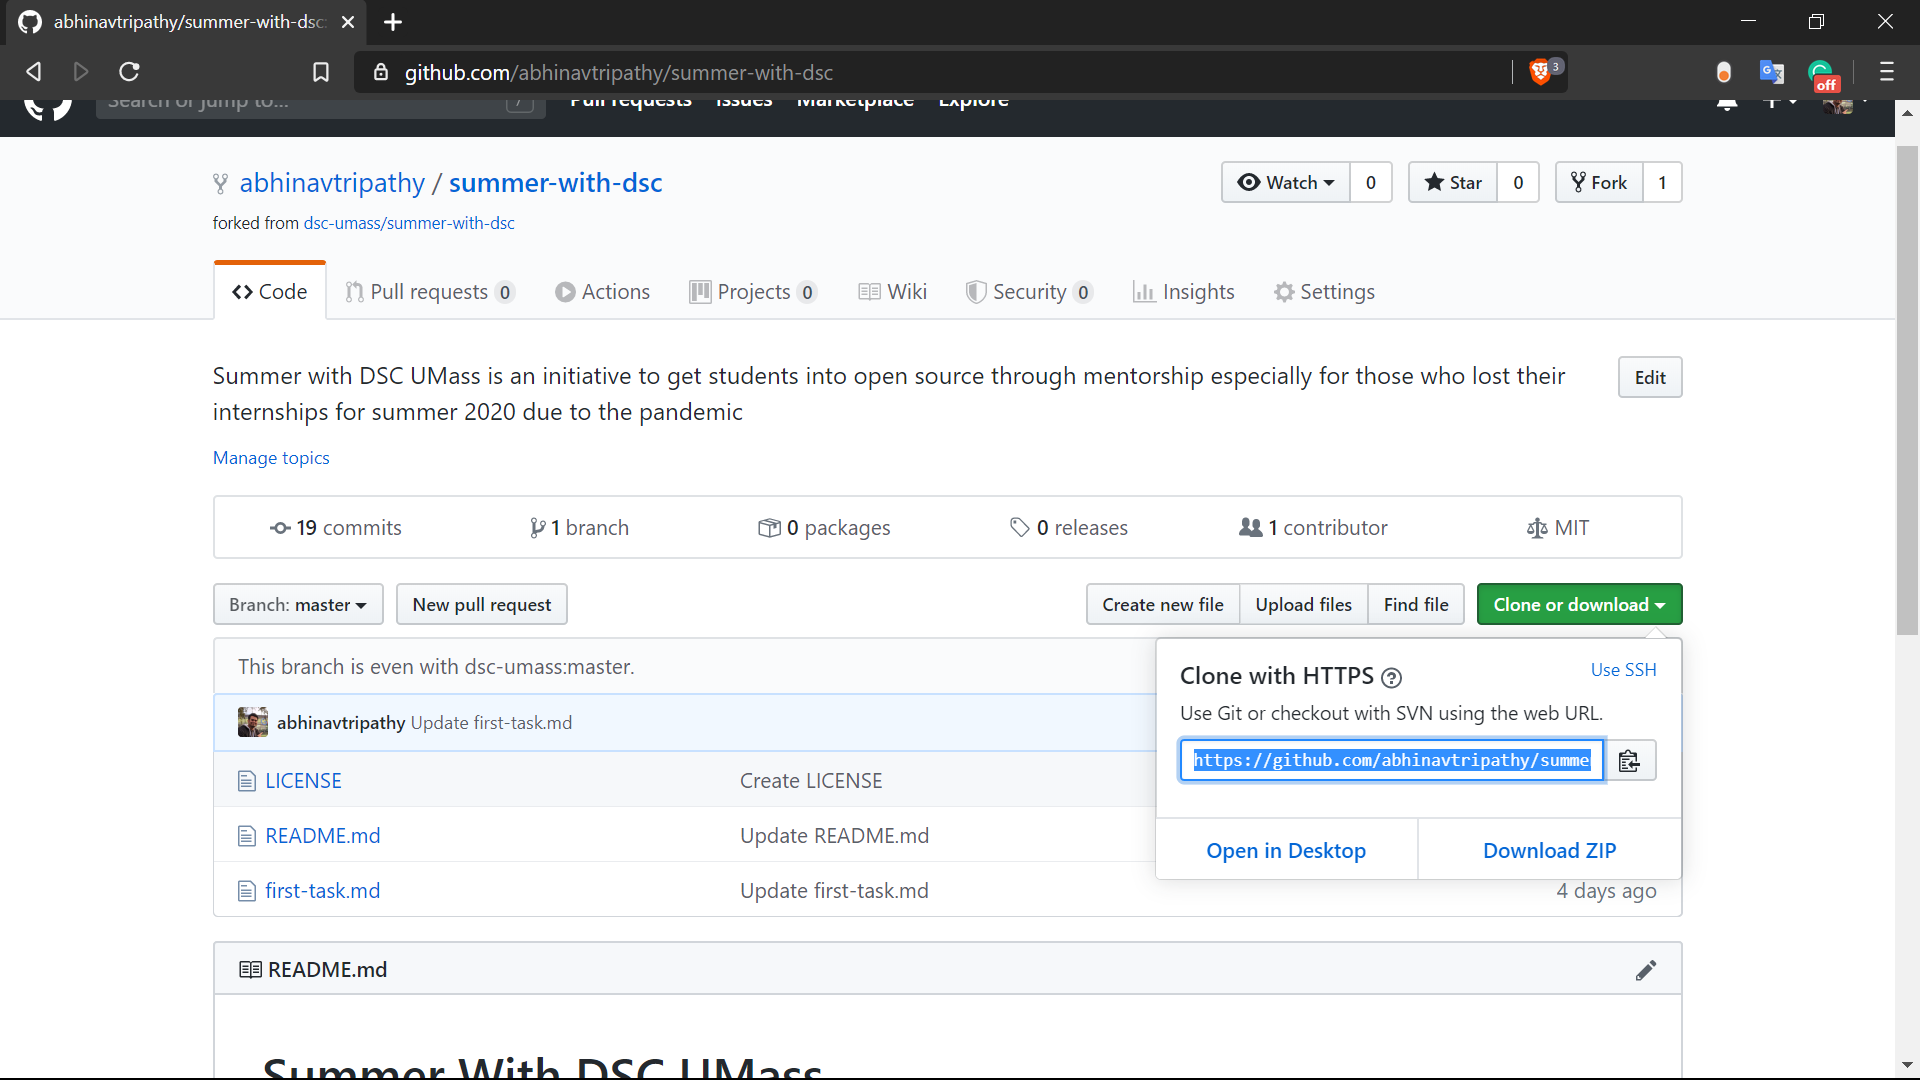 abhinavtripathy/summer-with-dsc
github.com/abhinavtripathy/summer-with-dsc
3
off
Search or jump to...
/
Pull requests Issues Marketplace Explore
abhinavtripathy / summer-with-dsc
Watch 0
Star 0
Fork 1
forked from dsc-umass/summer-with-dsc
Code
Pull requests 0
Actions
Projects 0
Wiki
Security 0
Insights
Settings
Summer with DSC UMass is an initiative to get students into open source through mentorship especially for those who lost their
internships for summer 2020 due to the pandemic
Edit
Manage topics
19 commits
1 branch
0 packages
0 releases
1 contributor
MIT
Branch: master
New pull request
Create new file
Upload files
Find file
Clone or download
This branch is even with dsc-umass:master.
Clone with HTTPS ?
Use SSH
Use Git or checkout with SVN using the web URL.
https://github.com/abhinavtripathy/summe
Open in Desktop
Download ZIP
abhinavtripathy Update first-task.md
LICENSE Create LICENSE
README.md Update README.md
first-task.md Update first-task.md 4 days ago
README.md
Summer With DSC UMass